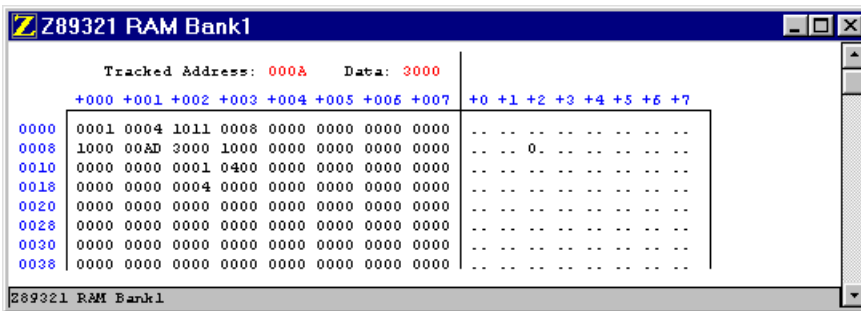 Z89321 RAM Bank1
Tracked Address: 000A Data: 3000
+000 +001 +002 +003 +004 +005 +006 +007 +0 +1 +2 +3 +4 +5 +6 +7
0000 0001 0004 1011 0008 0000 0000 0000 0000 .. .. .. .. .. .. .. ..
0008 1000 00AD 3000 1000 0000 0000 0000 0000 .. .. 0. .. .. .. .. ..
0010 0000 0000 0001 0400 0000 0000 0000 0000 .. .. .. .. .. .. .. ..
0018 0000 0000 0004 0000 0000 0000 0000 0000 .. .. .. .. .. .. .. ..
0020 0000 0000 0000 0000 0000 0000 0000 0000 .. .. .. .. .. .. .. ..
0028 0000 0000 0000 0000 0000 0000 0000 0000 .. .. .. .. .. .. .. ..
0030 0000 0000 0000 0000 0000 0000 0000 0000 .. .. .. .. .. .. .. ..
0038 0000 0000 0000 0000 0000 0000 0000 0000 .. .. .. .. .. .. .. ..
Z89321 RAM Bank1